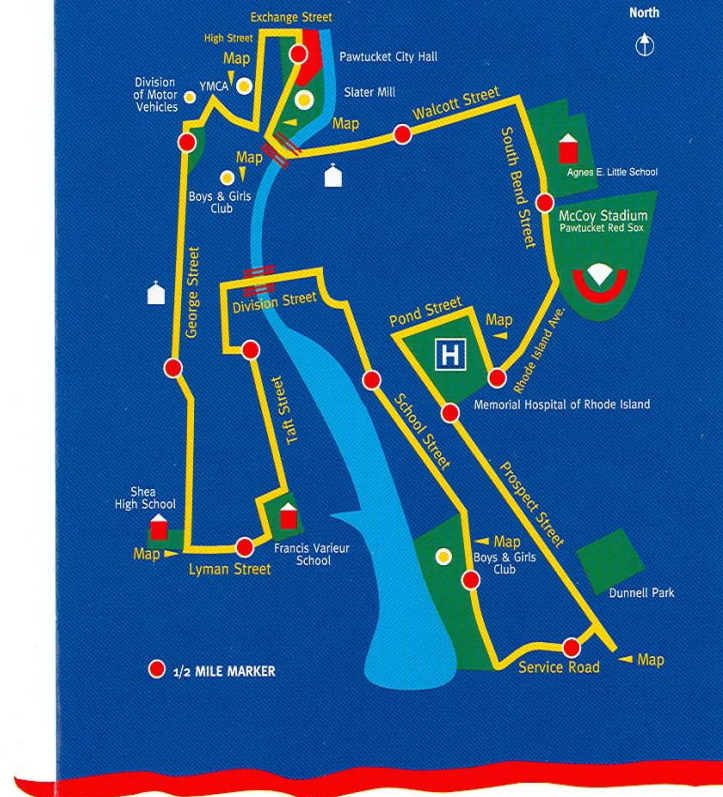 North
Exchange Street
High Street
Map
Pawtucket City Hall
Division
of Motor
Vehicles
YMCA
Slater Mill
Map
Walcott Street
Map
Boys & Girls
Club
South Bend Street
Agnes E. Little School
McCoy Stadium
Pawtucket Red Sox
George Street
Division Street
Pond Street
Map
Rhode Island Ave.
Memorial Hospital of Rhode Island
H
Taft Street
School Street
Prospect Street
Shea
High School
Map
Lyman Street
Francis Varieur
School
Map
Boys & Girls
Club
Dunnell Park
Service Road
Map
1/2 MILE MARKER